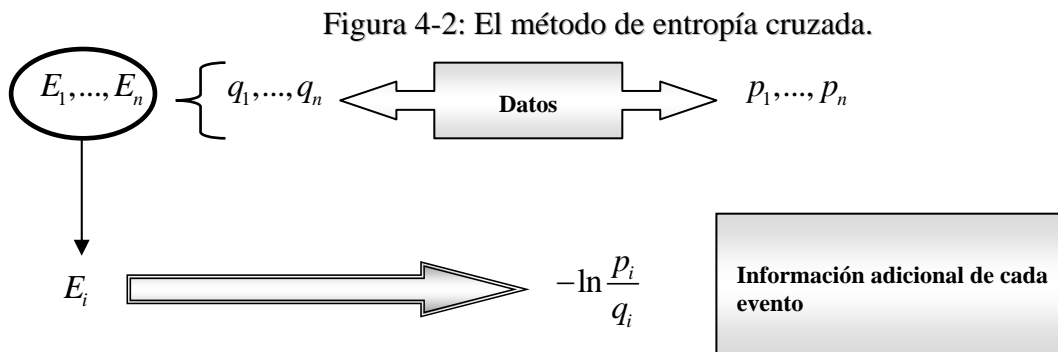 Figura 4-2: El método de entropía cruzada.
E₁,...,Eₙ { q₁,...,qₙ Datos p₁,...,pₙ
Eᵢ −ln pᵢ/qᵢ Información adicional de cada
evento